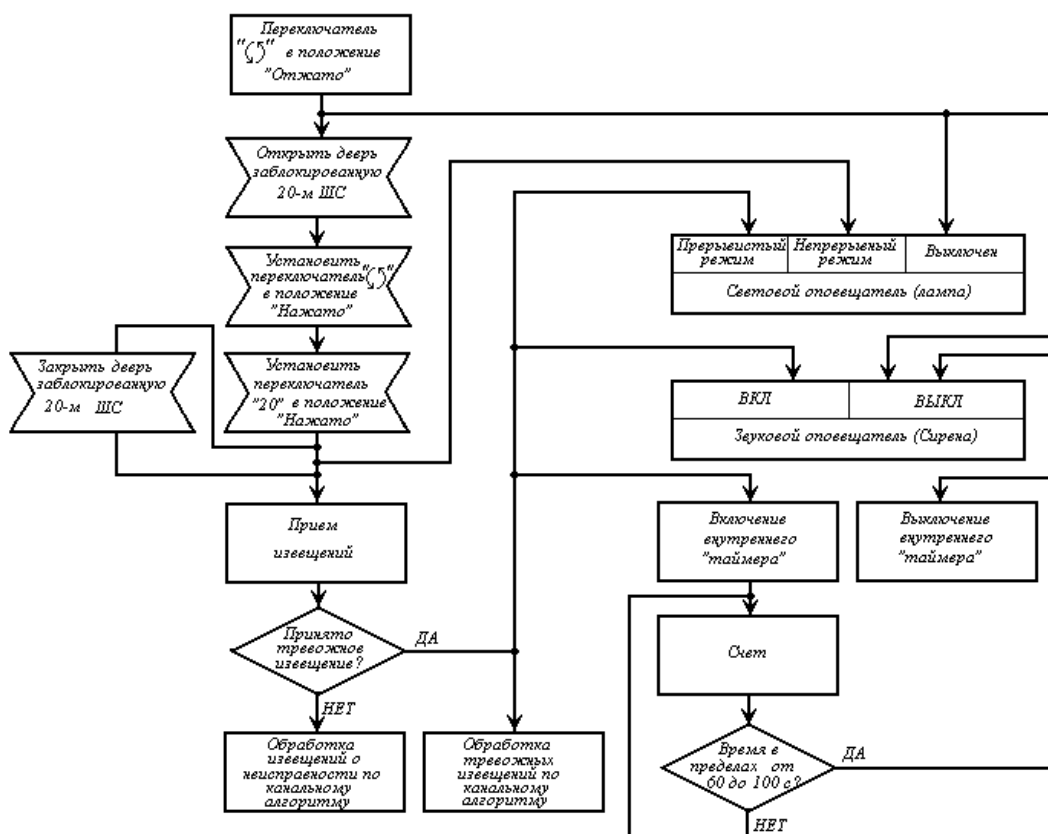 Переключатель
"⟲" в положение
"Отжато"
Открыть дверь
заблокированную
20-м ШС
Установить
переключатель "⟲"
в положение
"Нажато"
Закрыть дверь
заблокированную
20-м ШС
Установить
переключатель
"20" в положение
"Нажато"
Прием
извещений
Принято
тревожное
извещение?
ДА
НЕТ
Обработка
извещений о
неисправности по
канальному
алгоритму
Обработка
тревожных
извещений по
канальному
алгоритму
Прерывистый
режим
Непрерывный
режим
Выключен
Световой оповещатель (лампа)
ВКЛ
ВЫКЛ
Звуковой оповещатель (Сирена)
Включение
внутреннего
"таймера"
Выключение
внутреннего
"таймера"
Счет
Время в
пределах от
60 до 100 с?
ДА
НЕТ